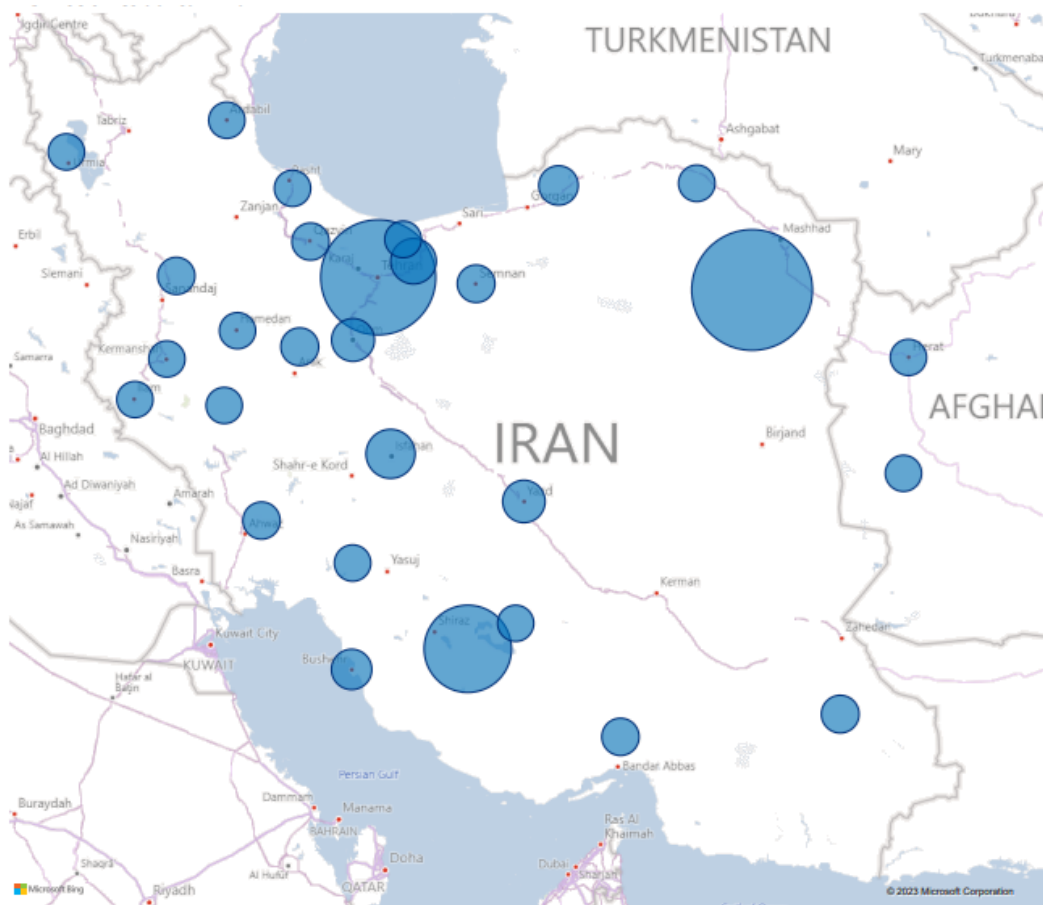 Igdir Centre
TURKMENISTAN
Turkmenaba
Tabriz
Ardabil
Ashgabat
Mary
Urmia
Rasht
Zanjan
Gorgan
Sari
Erbil
Qazvin
Mashhad
Karaj
Tehran
Slemani
Semnan
Sanandaj
Hamedan
Samarra
Kermanshah
Herat
Arak
AFGHAI
Baghdad
IRAN
Birjand
Isfahan
Al Hillah
Shahr-e Kord
Ad Diwaniyah
Amarah
Yazd
Najaf
As Samawah
Ahwaz
Nasiriyah
Yasuj
Basra
Kerman
Shiraz
Zahedan
Kuwait City
KUWAIT
Bushehr
Hafar al
Batin
Bandar Abbas
Persian Gulf
Dammam
Manama
Buraydah
BAHRAIN
Ras Al
Khaimah
Doha
Dubai
Shaqra
Al Hufuf
Sharjah
QATAR
Microsoft Bing
Riyadh
© 2023 Microsoft Corporation